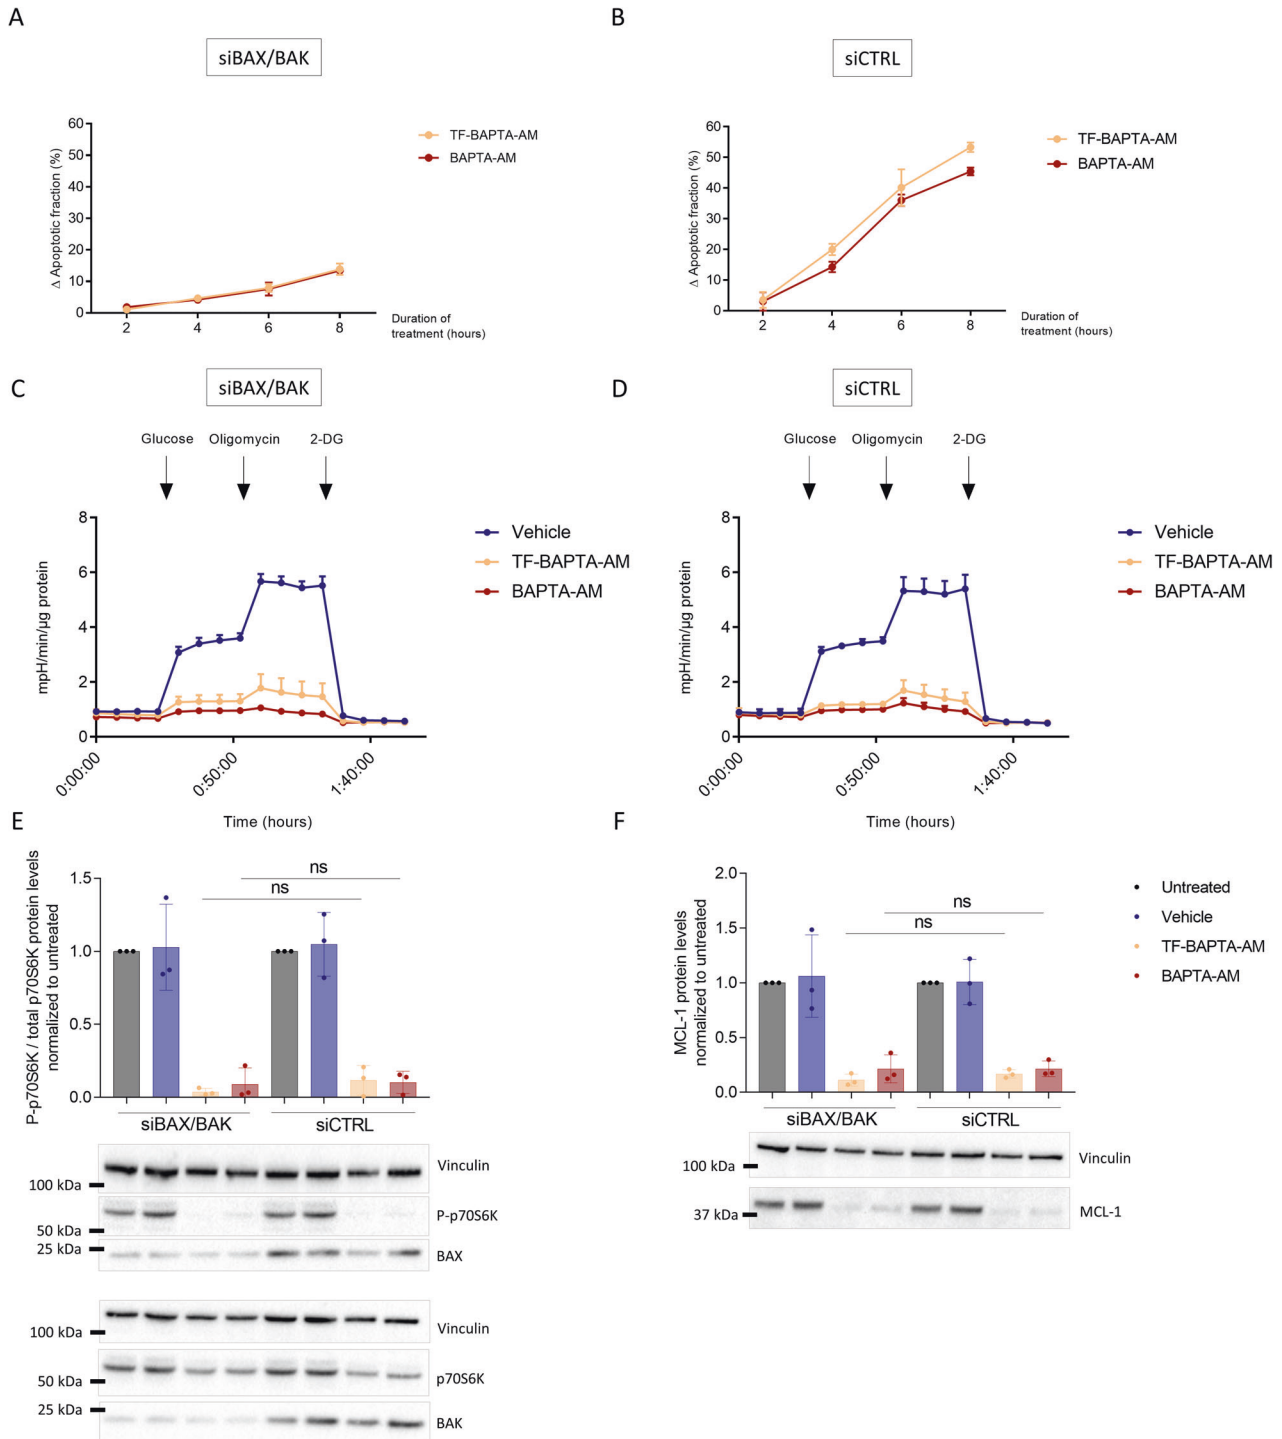 A
siBAX/BAK
60
50
40
30
20
10
0
Δ Apoptotic fraction (%)
2 4 6 8
Duration of
treatment (hours)
TF-BAPTA-AM
BAPTA-AM
B
siCTRL
60
50
40
30
20
10
0
Δ Apoptotic fraction (%)
2 4 6 8
Duration of
treatment (hours)
TF-BAPTA-AM
BAPTA-AM
C
siBAX/BAK
Glucose Oligomycin 2-DG
8
6
4
2
0
mpH/min/µg protein
0:00:00 0:50:00 1:40:00
Time (hours)
Vehicle
TF-BAPTA-AM
BAPTA-AM
D
siCTRL
Glucose Oligomycin 2-DG
8
6
4
2
0
mpH/min/µg protein
0:00:00 0:50:00 1:40:00
Time (hours)
Vehicle
TF-BAPTA-AM
BAPTA-AM
E
P-p70S6K / total p70S6K protein levels
normalized to untreated
1.5
1.0
0.5
0.0
ns
ns
siBAX/BAK siCTRL
Vinculin
100 kDa
P-p70S6K
50 kDa
25 kDa
BAX
Vinculin
100 kDa
p70S6K
50 kDa
25 kDa
BAK
F
MCL-1 protein levels
normalized to untreated
2.0
1.5
1.0
0.5
0.0
ns
ns
siBAX/BAK siCTRL
Untreated
Vehicle
TF-BAPTA-AM
BAPTA-AM
Vinculin
100 kDa
MCL-1
37 kDa